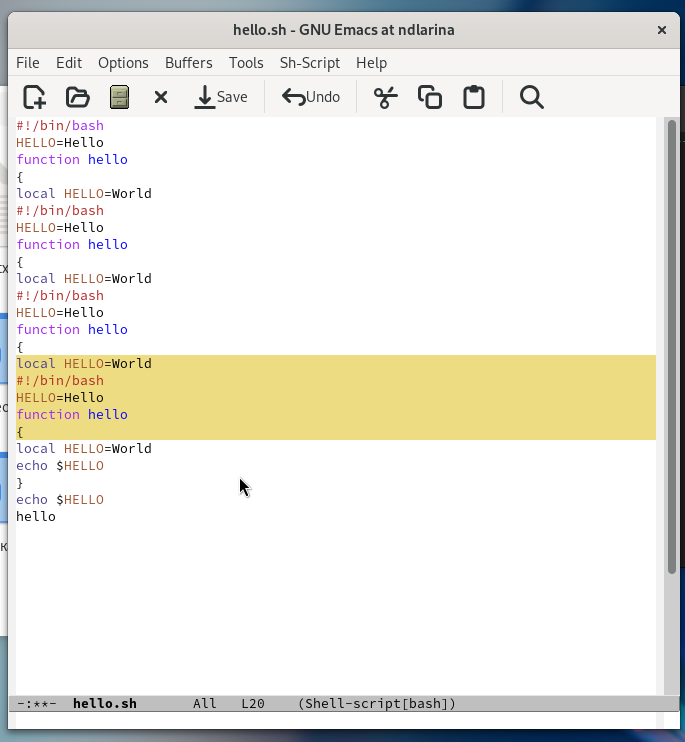 hello.sh - GNU Emacs at ndlarina ×
File Edit Options Buffers Tools Sh-Script Help
Save Undo
#!/bin/bash
HELLO=Hello
function hello
{
local HELLO=World
#!/bin/bash
HELLO=Hello
function hello
{
local HELLO=World
#!/bin/bash
HELLO=Hello
function hello
{
local HELLO=World
#!/bin/bash
HELLO=Hello
function hello
{
local HELLO=World
echo $HELLO
}
echo $HELLO
hello
-:**- hello.sh All L20 (Shell-script[bash])